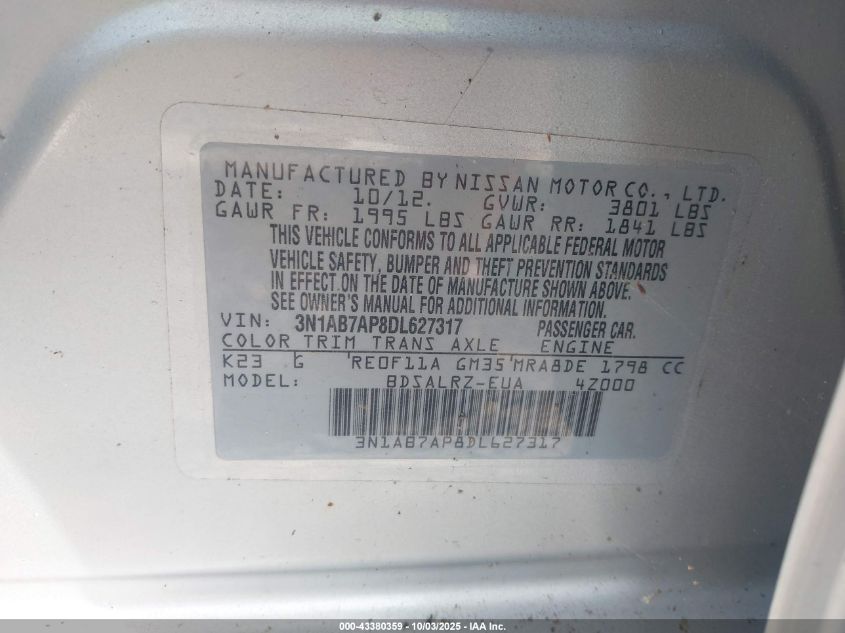 MANUFACTURED BY NISSAN MOTOR CO., LTD.
DATE: 10/12. GVWR: 3801 LBS
GAWR FR: 1995 LBS GAWR RR: 1841 LBS
THIS VEHICLE CONFORMS TO ALL APPLICABLE FEDERAL MOTOR
VEHICLE SAFETY, BUMPER AND THEFT PREVENTION STANDARDS
IN EFFECT ON THE DATE OF MANUFACTURE SHOWN ABOVE.
SEE OWNER'S MANUAL FOR ADDITIONAL INFORMATION.
VIN: 3N1AB7AP8DL627317 PASSENGER CAR.
COLOR TRIM TRANS AXLE ENGINE
K23 G RE0F11A GM35 MRA8DE 1798 CC
MODEL: BDSALRZ-EUA 4Z000
3N1AB7AP8DL627317
000-43380359 - 10/03/2025 - IAA Inc.